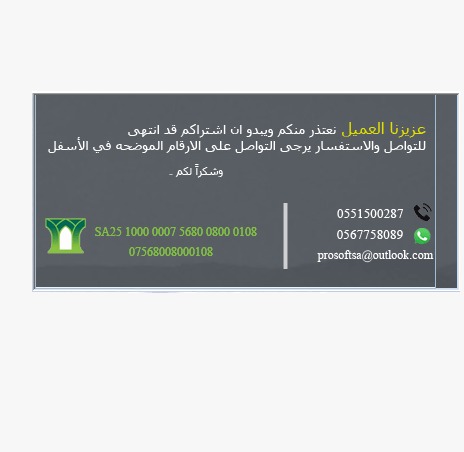 عزيزنا العميل نعتذر منكم ويبدو ان اشتراكم قد انتهى
للتواصل والاستفسار يرجى التواصل على الارقام الموضحه في الأسفل
وشكراً لكم ..
0551500287
0567758089
prosoftsa@outlook.com
SA25 1000 0007 5680 0800 0108
07568008000108